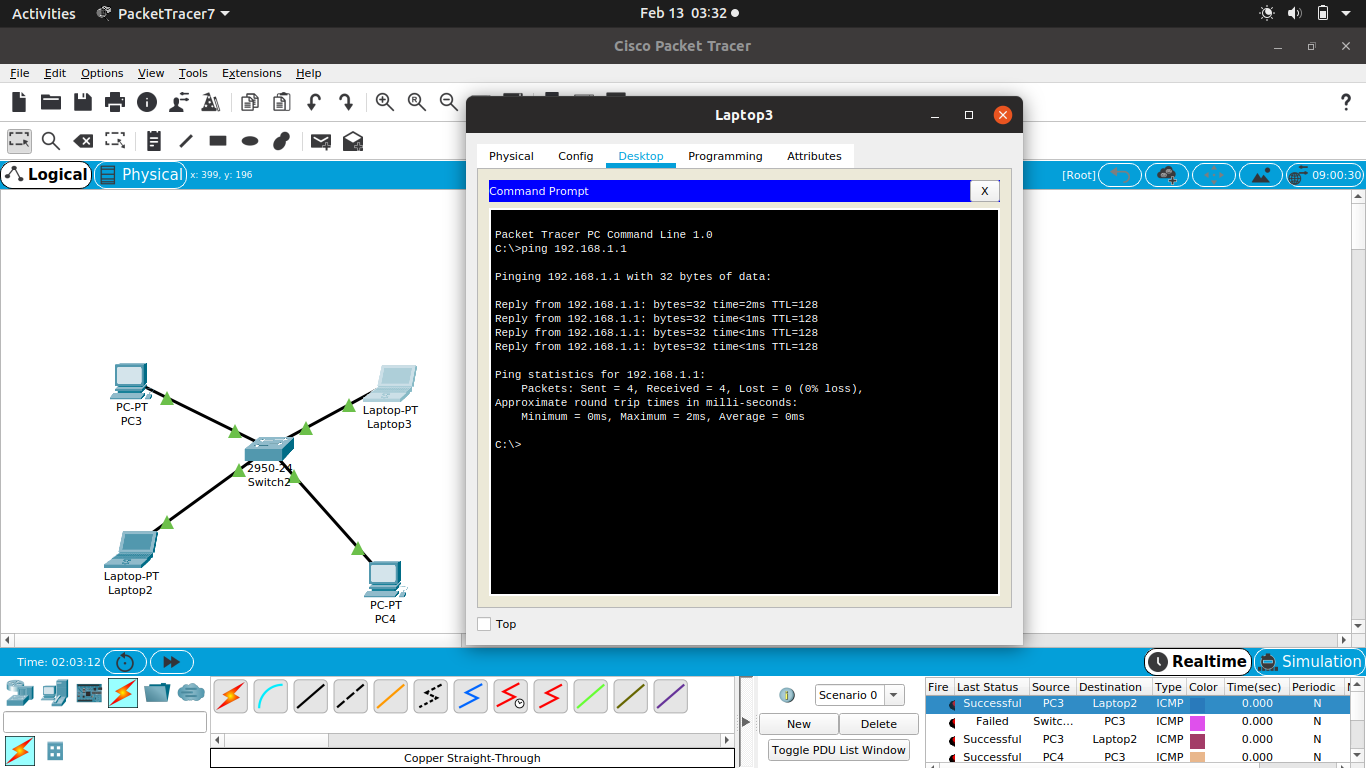 Activities PacketTracer7 Feb 13 03:32
Cisco Packet Tracer
File Edit Options View Tools Extensions Help
?
Logical Physical x: 399, y: 196 [Root] 09:00:30
Laptop3
Physical Config Desktop Programming Attributes
Command Prompt X
Packet Tracer PC Command Line 1.0
C:\>ping 192.168.1.1
Pinging 192.168.1.1 with 32 bytes of data:
Reply from 192.168.1.1: bytes=32 time=2ms TTL=128
Reply from 192.168.1.1: bytes=32 time<1ms TTL=128
Reply from 192.168.1.1: bytes=32 time<1ms TTL=128
Reply from 192.168.1.1: bytes=32 time<1ms TTL=128
Ping statistics for 192.168.1.1:
Packets: Sent = 4, Received = 4, Lost = 0 (0% loss),
Approximate round trip times in milli-seconds:
Minimum = 0ms, Maximum = 2ms, Average = 0ms
C:\>
Top
PC-PT
PC3
Laptop-PT
Laptop3
2950-24
Switch2
Laptop-PT
Laptop2
PC-PT
PC4
Time: 02:03:12 Realtime Simulation
Scenario 0
New Delete
Toggle PDU List Window
Copper Straight-Through
Fire Last Status Source Destination Type Color Time(sec) Periodic
Successful PC3 Laptop2 ICMP 0.000 N
Failed Switc... PC3 ICMP 0.000 N
Successful PC3 Laptop2 ICMP 0.000 N
Successful PC4 PC3 ICMP 0.000 N